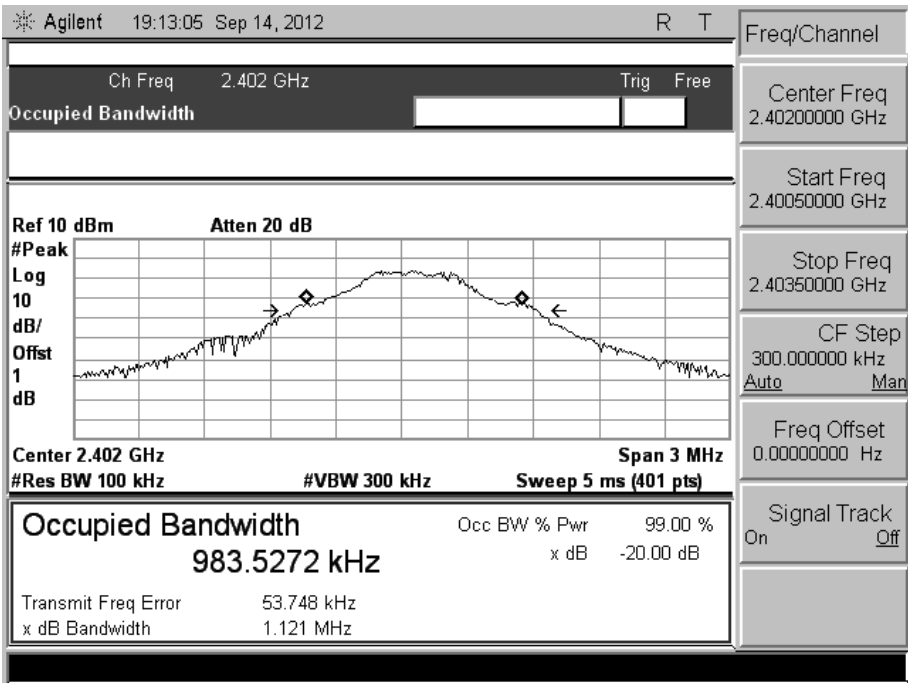 Agilent 19:13:05 Sep 14, 2012 R T
Ch Freq 2.402 GHz Trig Free
Occupied Bandwidth
Ref 10 dBm Atten 20 dB
#Peak
Log
10
dB/
Offst
1
dB
Center 2.402 GHz Span 3 MHz
#Res BW 100 kHz #VBW 300 kHz Sweep 5 ms (401 pts)
Occupied Bandwidth
983.5272 kHz
Occ BW % Pwr 99.00 %
x dB -20.00 dB
Transmit Freq Error 53.748 kHz
x dB Bandwidth 1.121 MHz
Freq/Channel
Center Freq
2.40200000 GHz
Start Freq
2.40050000 GHz
Stop Freq
2.40350000 GHz
CF Step
300.000000 kHz
Auto Man
Freq Offset
0.00000000 Hz
Signal Track
On Off